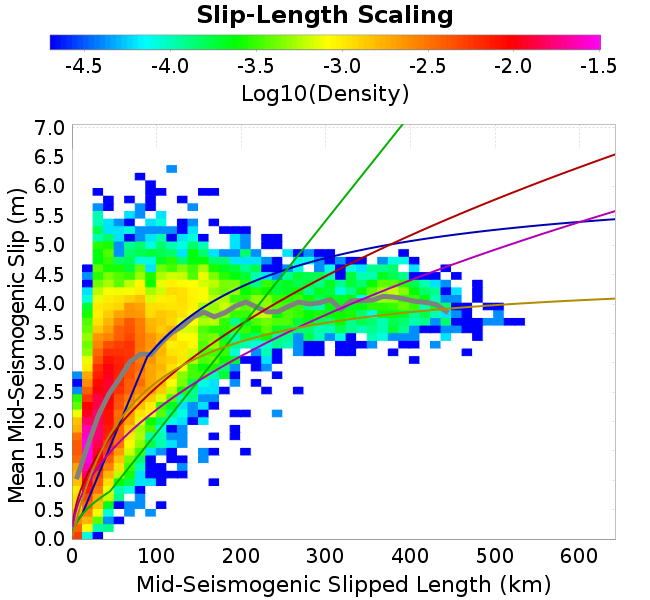 Slip-Length Scaling
-4.5 -4.0 -3.5 -3.0 -2.5 -2.0 -1.5
Log10(Density)
7.0
6.5
6.0
5.5
5.0
4.5
4.0
3.5
3.0
2.5
2.0
1.5
1.0
0.5
0.0
Mean Mid-Seismogenic Slip (m)
0 100 200 300 400 500 600
Mid-Seismogenic Slipped Length (km)